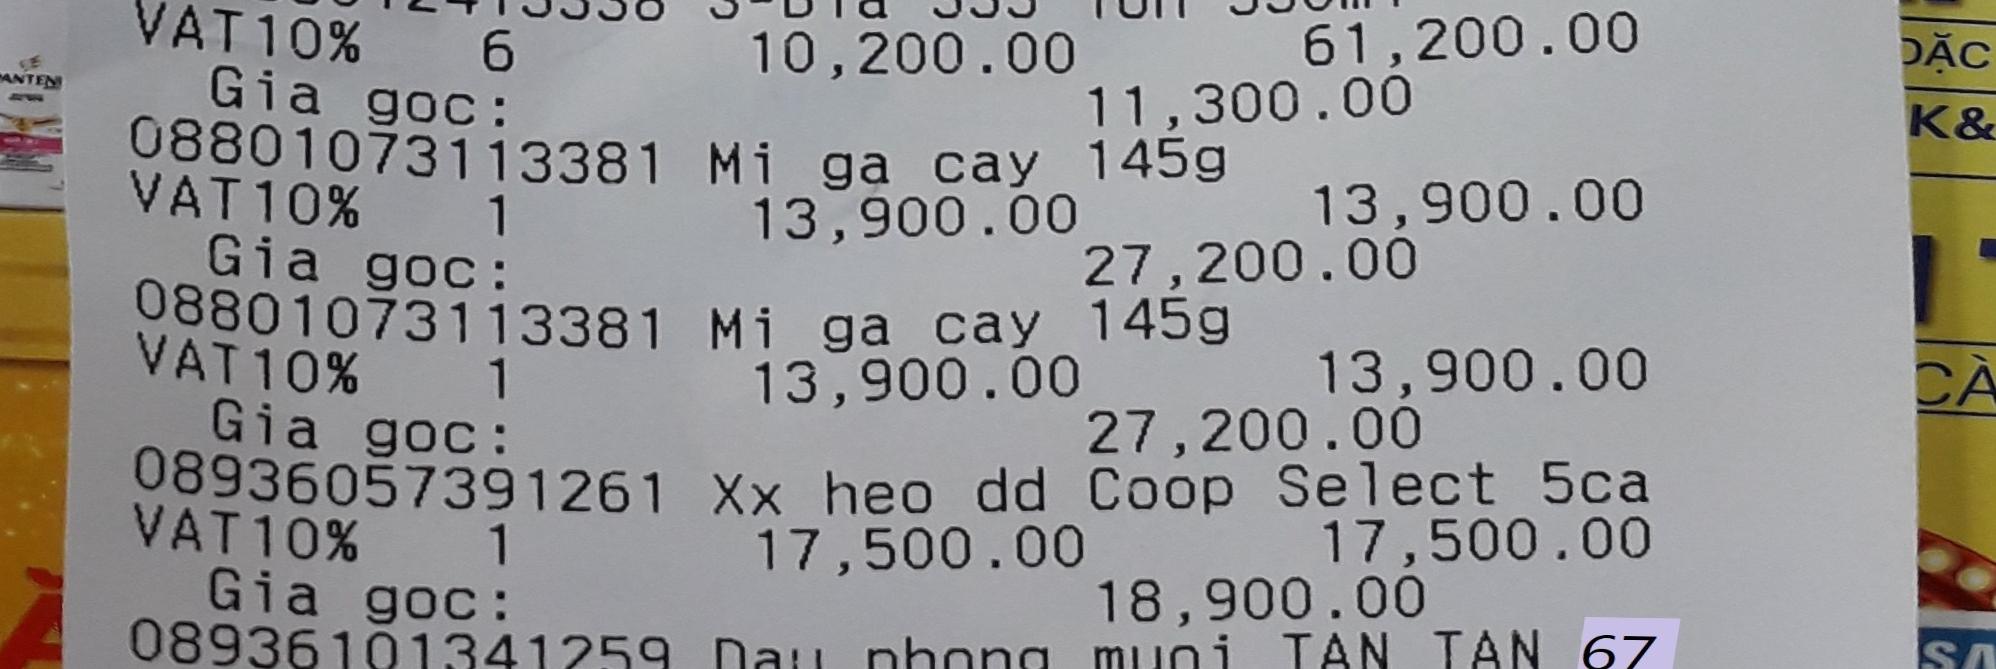 VAT10% 6 10,200.00 61,200.00
Gia goc: 11,300.00
08801073113381 Mi ga cay 145g
VAT10% 1 13,900.00 13,900.00
Gia goc: 27,200.00
08801073113381 Mi ga cay 145g
VAT10% 1 13,900.00 13,900.00
Gia goc: 27,200.00
08936057391261 Xx heo dd Coop Select 5ca
VAT10% 1 17,500.00 17,500.00
Gia goc: 18,900.00
08936101341259 Dau phong muoi TAN TAN 67
K&
CÀ
SA